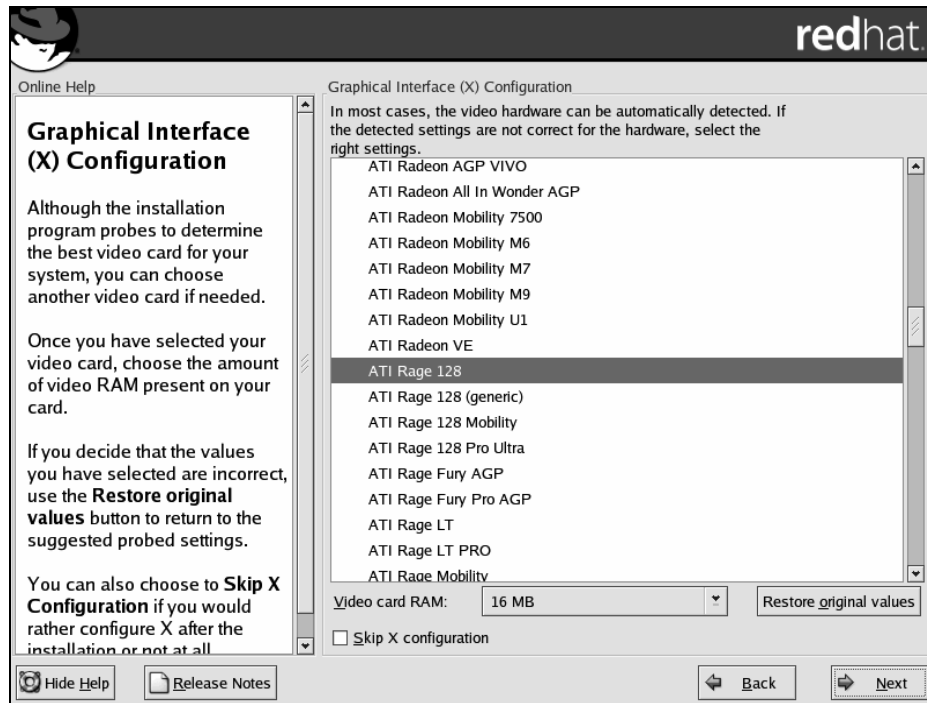 redhat.
Online Help
Graphical Interface
(X) Configuration
Although the installation
program probes to determine
the best video card for your
system, you can choose
another video card if needed.
Once you have selected your
video card, choose the amount
of video RAM present on your
card.
If you decide that the values
you have selected are incorrect,
use the Restore original
values button to return to the
suggested probed settings.
You can also choose to Skip X
Configuration if you would
rather configure X after the
installation or not at all
Graphical Interface (X) Configuration
In most cases, the video hardware can be automatically detected. If
the detected settings are not correct for the hardware, select the
right settings.
ATI Radeon AGP VIVO
ATI Radeon All In Wonder AGP
ATI Radeon Mobility 7500
ATI Radeon Mobility M6
ATI Radeon Mobility M7
ATI Radeon Mobility M9
ATI Radeon Mobility U1
ATI Radeon VE
ATI Rage 128
ATI Rage 128 (generic)
ATI Rage 128 Mobility
ATI Rage 128 Pro Ultra
ATI Rage Fury AGP
ATI Rage Fury Pro AGP
ATI Rage LT
ATI Rage LT PRO
ATI Rage Mobility
Video card RAM: 16 MB Restore original values
Skip X configuration
Hide Help Release Notes Back Next